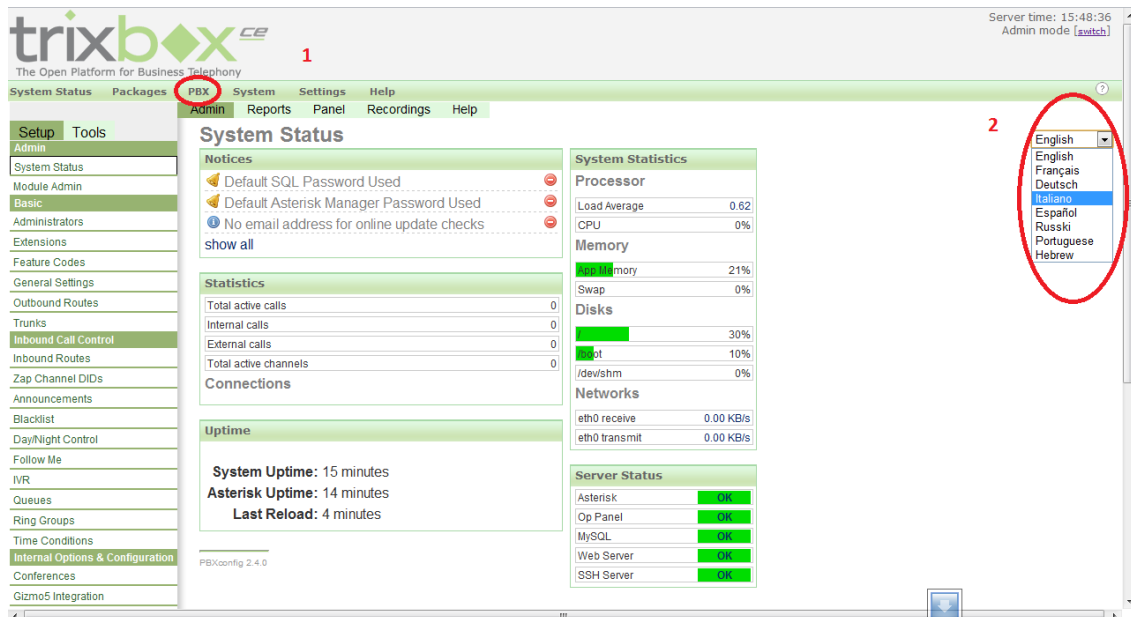 trixbox ce
The Open Platform for Business Telephony
Server time: 15:48:36
Admin mode [switch]
1
System Status Packages PBX System Settings Help ?
Admin Reports Panel Recordings Help
2
Setup Tools
Admin
System Status
Module Admin
Basic
Administrators
Extensions
Feature Codes
General Settings
Outbound Routes
Trunks
Inbound Call Control
Inbound Routes
Zap Channel DIDs
Announcements
Blacklist
Day/Night Control
Follow Me
IVR
Queues
Ring Groups
Time Conditions
Internal Options & Configuration
Conferences
Gizmo5 Integration
System Status
Notices
Default SQL Password Used
Default Asterisk Manager Password Used
No email address for online update checks
show all
Statistics
Total active calls 0
Internal calls 0
External calls 0
Total active channels 0
Connections
Uptime
System Uptime: 15 minutes
Asterisk Uptime: 14 minutes
Last Reload: 4 minutes
PBXconfig 2.4.0
System Statistics
Processor
Load Average 0.62
CPU 0%
Memory
App Memory 21%
Swap 0%
Disks
/ 30%
/boot 10%
/dev/shm 0%
Networks
eth0 receive 0.00 KB/s
eth0 transmit 0.00 KB/s
Server Status
Asterisk OK
Op Panel OK
MySQL OK
Web Server OK
SSH Server OK
English
English
Français
Deutsch
Italiano
Español
Russki
Portuguese
Hebrew